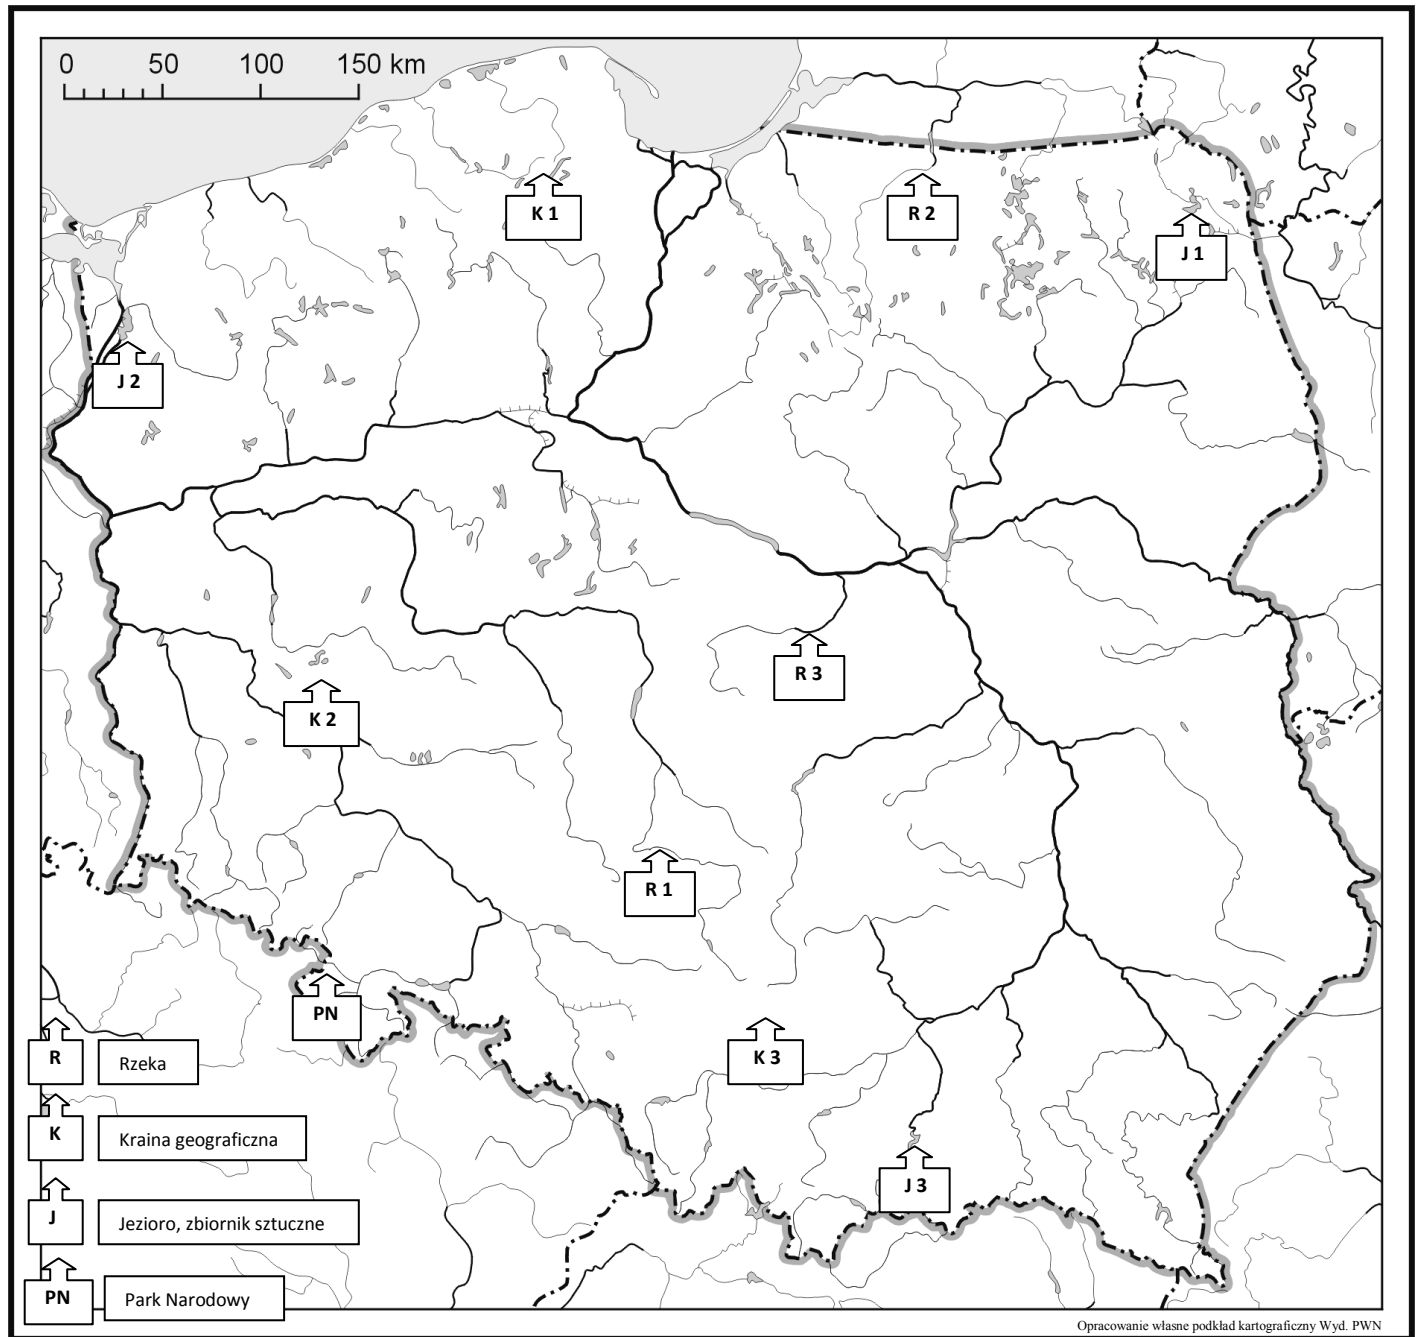 0 50 100 150 km
K 1
R 2
J 1
J 2
R 3
K 2
R 1
PN
K 3
J 3
R
Rzeka
K
Kraina geograficzna
J
Jezioro, zbiornik sztuczne
PN
Park Narodowy
Opracowanie własne podkład kartograficzny Wyd. PWN